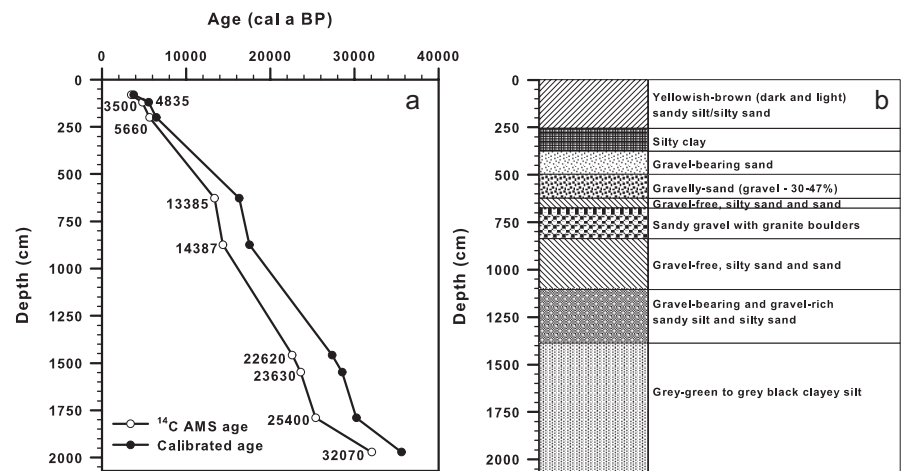 Age (cal a BP)
0 10000 20000 30000 40000
0
250
500
750
1000
1250
1500
1750
2000
Depth (cm)
a
3500
4835
5660
13385
14387
22620
23630
25400
32070
14C AMS age
Calibrated age
0
250
500
750
1000
1250
1500
1750
2000
Depth (cm)
b
Yellowish-brown (dark and light)
sandy silt/silty sand
Silty clay
Gravel-bearing sand
Gravelly-sand (gravel - 30-47%)
Gravel-free, silty sand and sand
Sandy gravel with granite boulders
Gravel-free, silty sand and sand
Gravel-bearing and gravel-rich
sandy silt and silty sand
Grey-green to grey black clayey silt